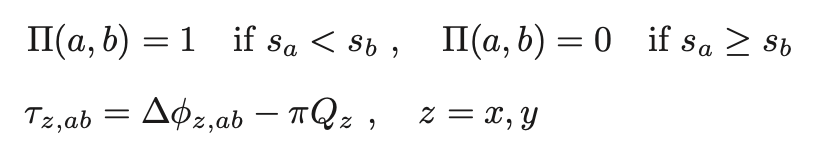 Π(a, b) = 1 if s_a < s_b , Π(a, b) = 0 if s_a ≥ s_b
τ_{z,ab} = Δϕ_{z,ab} − πQ_z , z = x, y